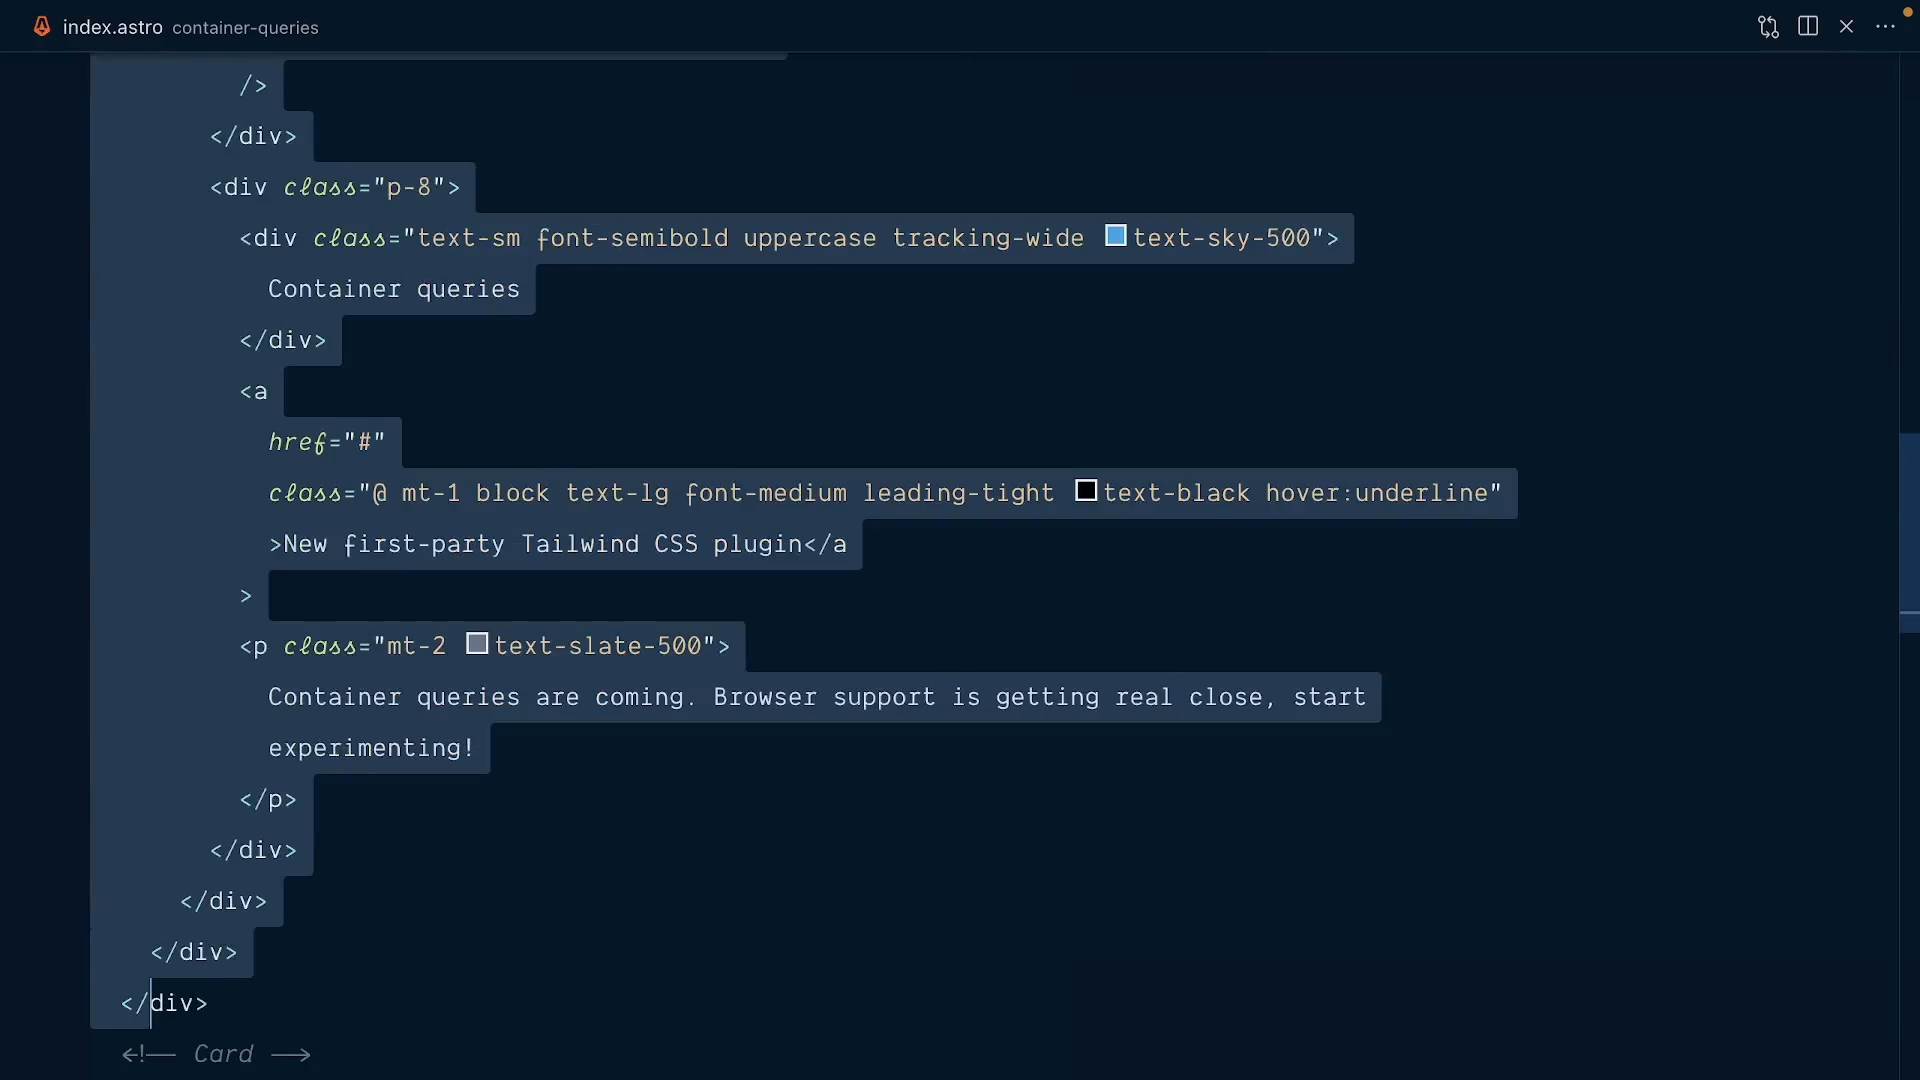 index.astro container-queries
/>
</div>
<div class="p-8">
<div class="text-sm font-semibold uppercase tracking-wide text-sky-500">
Container queries
</div>
<a
href="#"
class="@ mt-1 block text-lg font-medium leading-tight text-black hover:underline"
>New first-party Tailwind CSS plugin</a
>
<p class="mt-2 text-slate-500">
Container queries are coming. Browser support is getting real close, start
experimenting!
</p>
</div>
</div>
</div>
</div>
<!-- Card -->